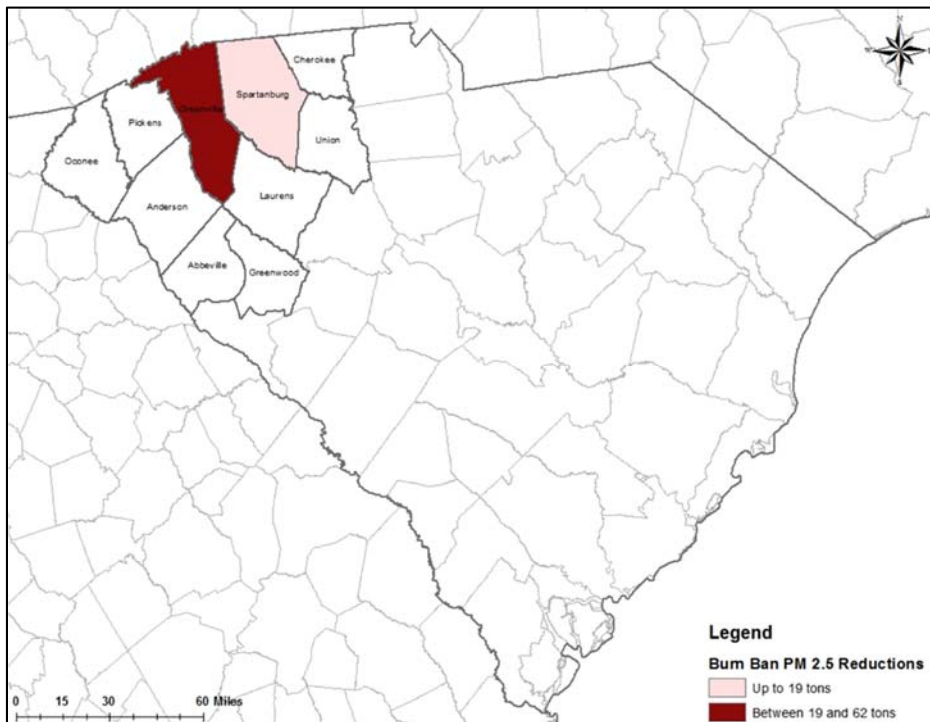 N
S
Cherokee
Spartanburg
Greenville
Pickens
Union
Oconee
Laurens
Anderson
Abbeville
Greenwood
Legend
Burn Ban PM 2.5 Reductions
Up to 19 tons
Between 19 and 62 tons
0 15 30 60 Miles